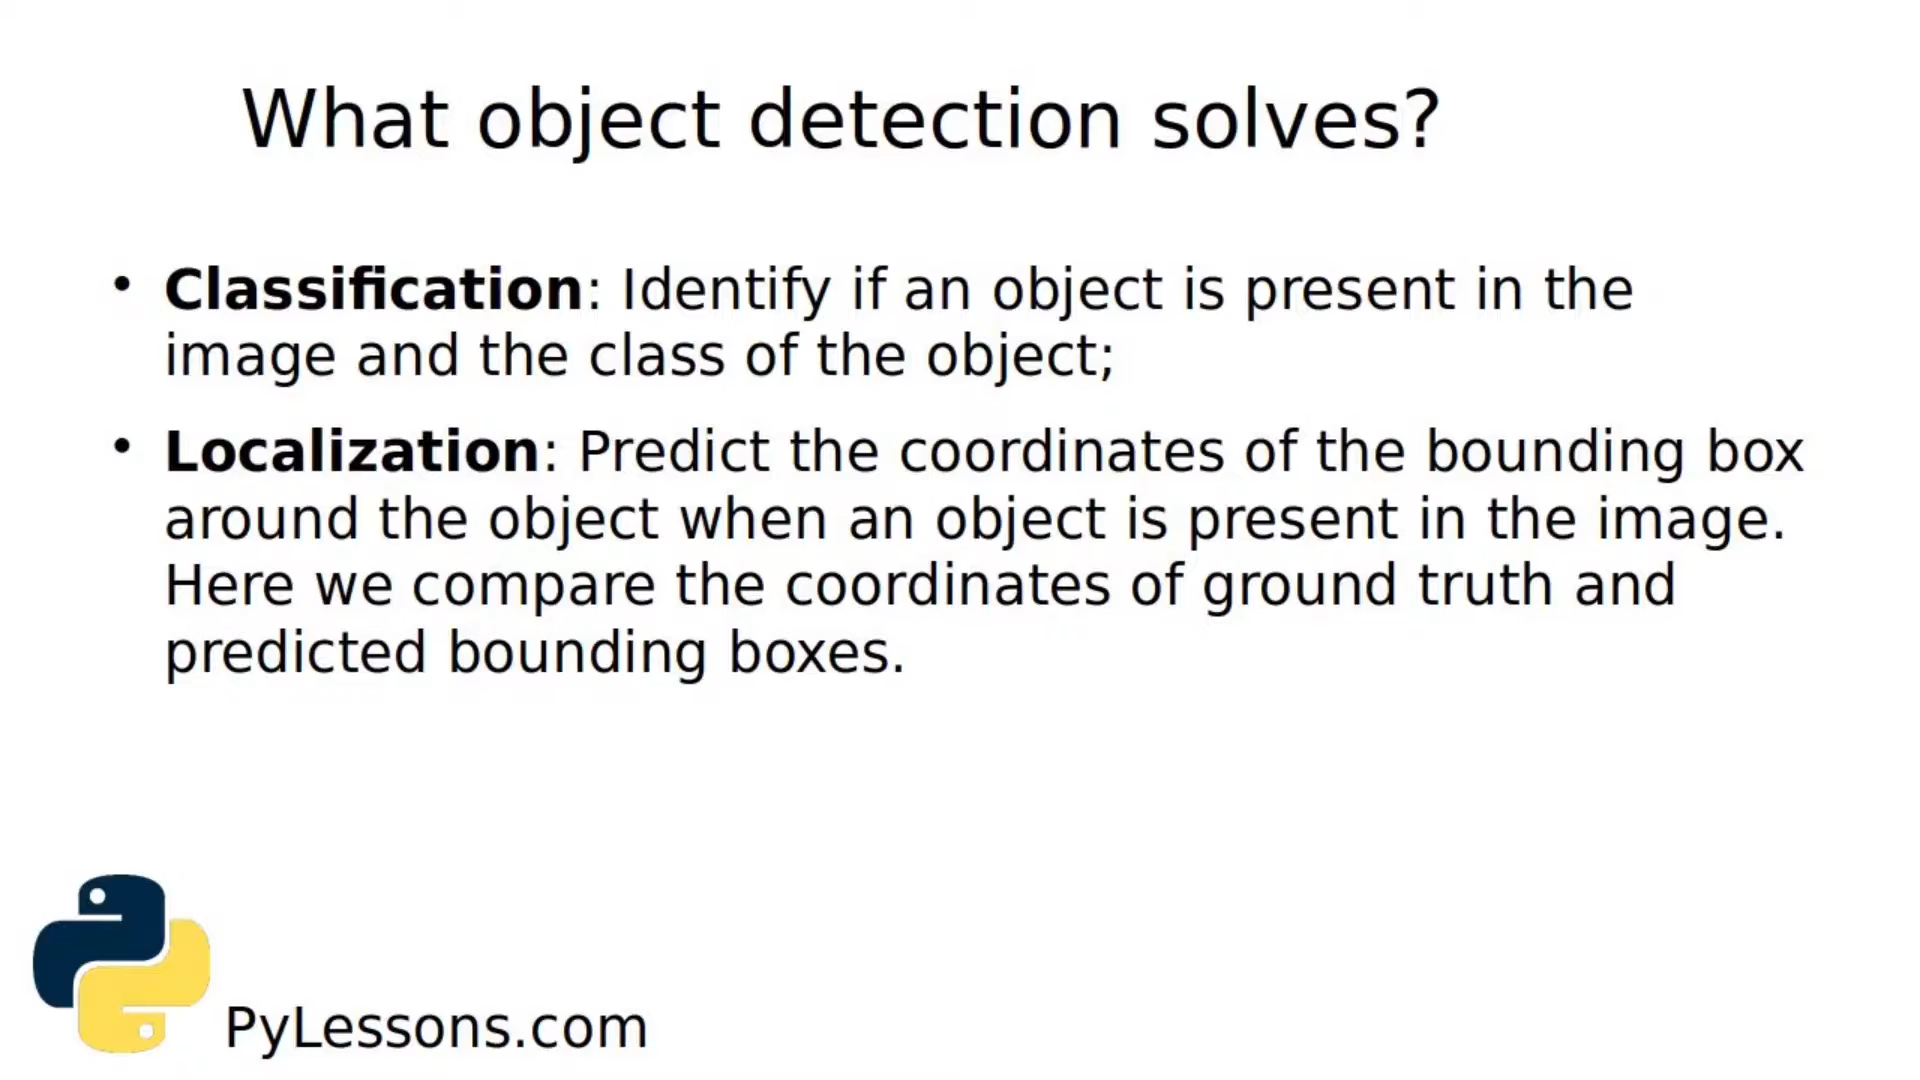 What object detection solves?
• Classification: Identify if an object is present in the
image and the class of the object;
• Localization: Predict the coordinates of the bounding box
around the object when an object is present in the image.
Here we compare the coordinates of ground truth and
predicted bounding boxes.
PyLessons.com